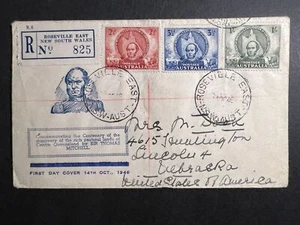 R.6
ROSEVILLE EAST
NEW SOUTH WALES
R No 825
AUSTRALIA
AUSTRALIA
AUSTRALIA
ROSEVILLE EAST
N.S.W-AUST
ROSEVILLE EAST
N.S.W-AUST
Commemorating the Centenary of the
discovery of the rich pastoral lands of
Central Queensland by SIR THOMAS
MITCHELL
FIRST DAY COVER 14TH OCT., 1946
Mrs. M.
4615 Huntington
Lincoln 4
Nebraska
United States of America